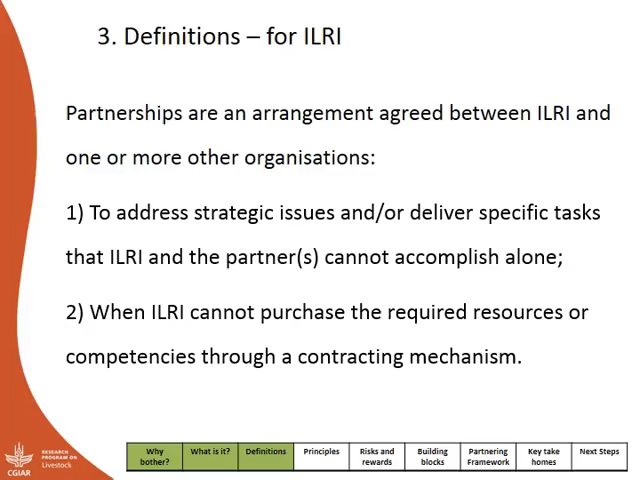 3. Definitions – for ILRI
Partnerships are an arrangement agreed between ILRI and
one or more other organisations:
1) To address strategic issues and/or deliver specific tasks
that ILRI and the partner(s) cannot accomplish alone;
2) When ILRI cannot purchase the required resources or
competencies through a contracting mechanism.
CGIAR
RESEARCH
PROGRAM ON
Livestock
Why bother?
What is it?
Definitions
Principles
Risks and rewards
Building blocks
Partnering Framework
Key take homes
Next Steps